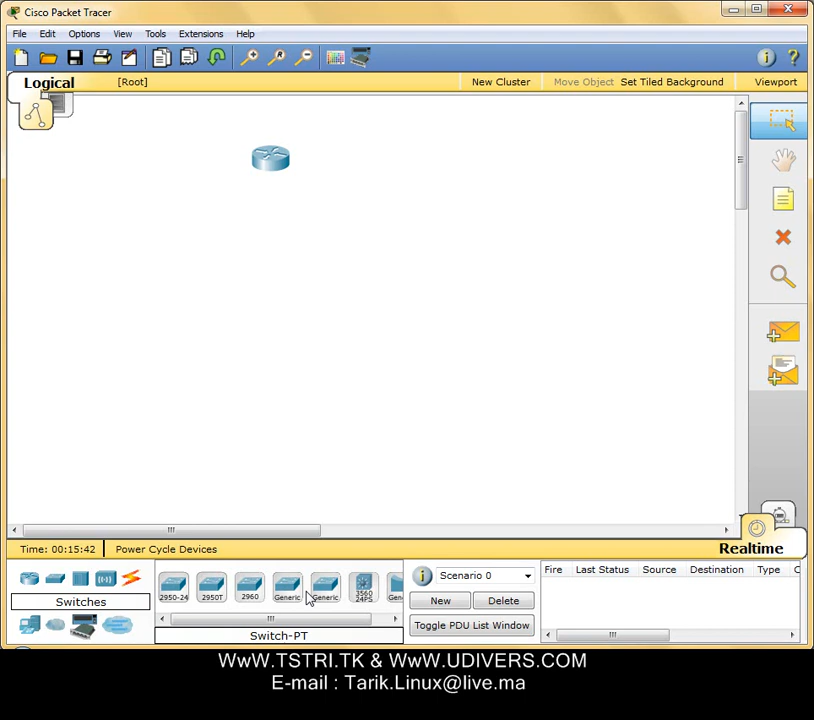 Cisco Packet Tracer
File Edit Options View Tools Extensions Help
Logical [Root] New Cluster Move Object Set Tiled Background Viewport
Time: 00:15:42 Power Cycle Devices Realtime
Switches
2950-24 2950T 2960 Generic Generic 3560 24PS
Switch-PT
Scenario 0
New Delete
Toggle PDU List Window
Fire Last Status Source Destination Type
WwW.TSTRI.TK & WwW.UDIVERS.COM
E-mail : Tarik.Linux@live.ma